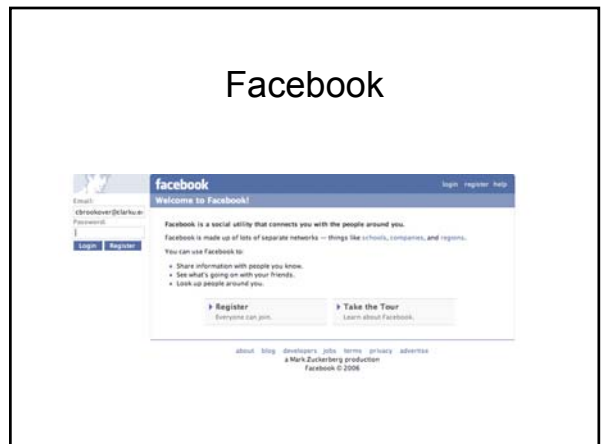 Facebook
facebook
login register help
Email:
cbrookover@clarku.e
Password:
Login Register
Welcome to Facebook!
Facebook is a social utility that connects you with the people around you.
Facebook is made up of lots of separate networks — things like schools, companies, and regions.
You can use Facebook to:
• Share information with people you know.
• See what's going on with your friends.
• Look up people around you.
Register
Everyone can join.
Take the Tour
Learn about Facebook.
about blog developers jobs terms privacy advertise
a Mark Zuckerberg production
Facebook © 2006